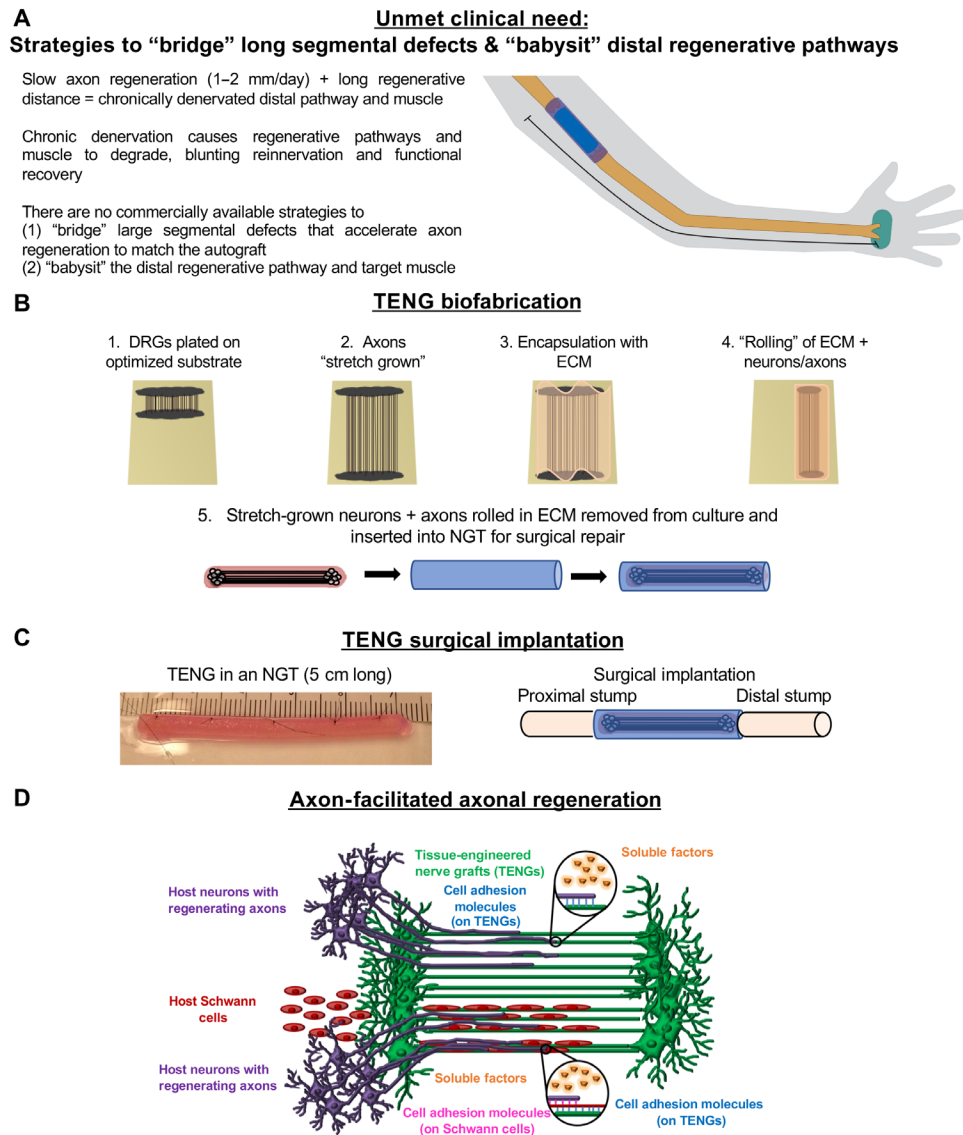 A
Unmet clinical need:
Strategies to “bridge” long segmental defects & “babysit” distal regenerative pathways
Slow axon regeneration (1–2 mm/day) + long regenerative
distance = chronically denervated distal pathway and muscle
Chronic denervation causes regenerative pathways and
muscle to degrade, blunting reinnervation and functional
recovery
There are no commercially available strategies to
(1) “bridge” large segmental defects that accelerate axon
regeneration to match the autograft
(2) “babysit” the distal regenerative pathway and target muscle
B
TENG biofabrication
1. DRGs plated on
optimized substrate
2. Axons
“stretch grown”
3. Encapsulation with
ECM
4. “Rolling” of ECM +
neurons/axons
5. Stretch-grown neurons + axons rolled in ECM removed from culture and
inserted into NGT for surgical repair
C
TENG surgical implantation
TENG in an NGT (5 cm long)
Surgical implantation
Proximal stump
Distal stump
D
Axon-facilitated axonal regeneration
Host neurons with
regenerating axons
Tissue-engineered
nerve grafts (TENGs)
Cell adhesion
molecules
(on TENGs)
Soluble factors
Host Schwann
cells
Host neurons with
regenerating axons
Soluble factors
Cell adhesion molecules
(on Schwann cells)
Cell adhesion molecules
(on TENGs)